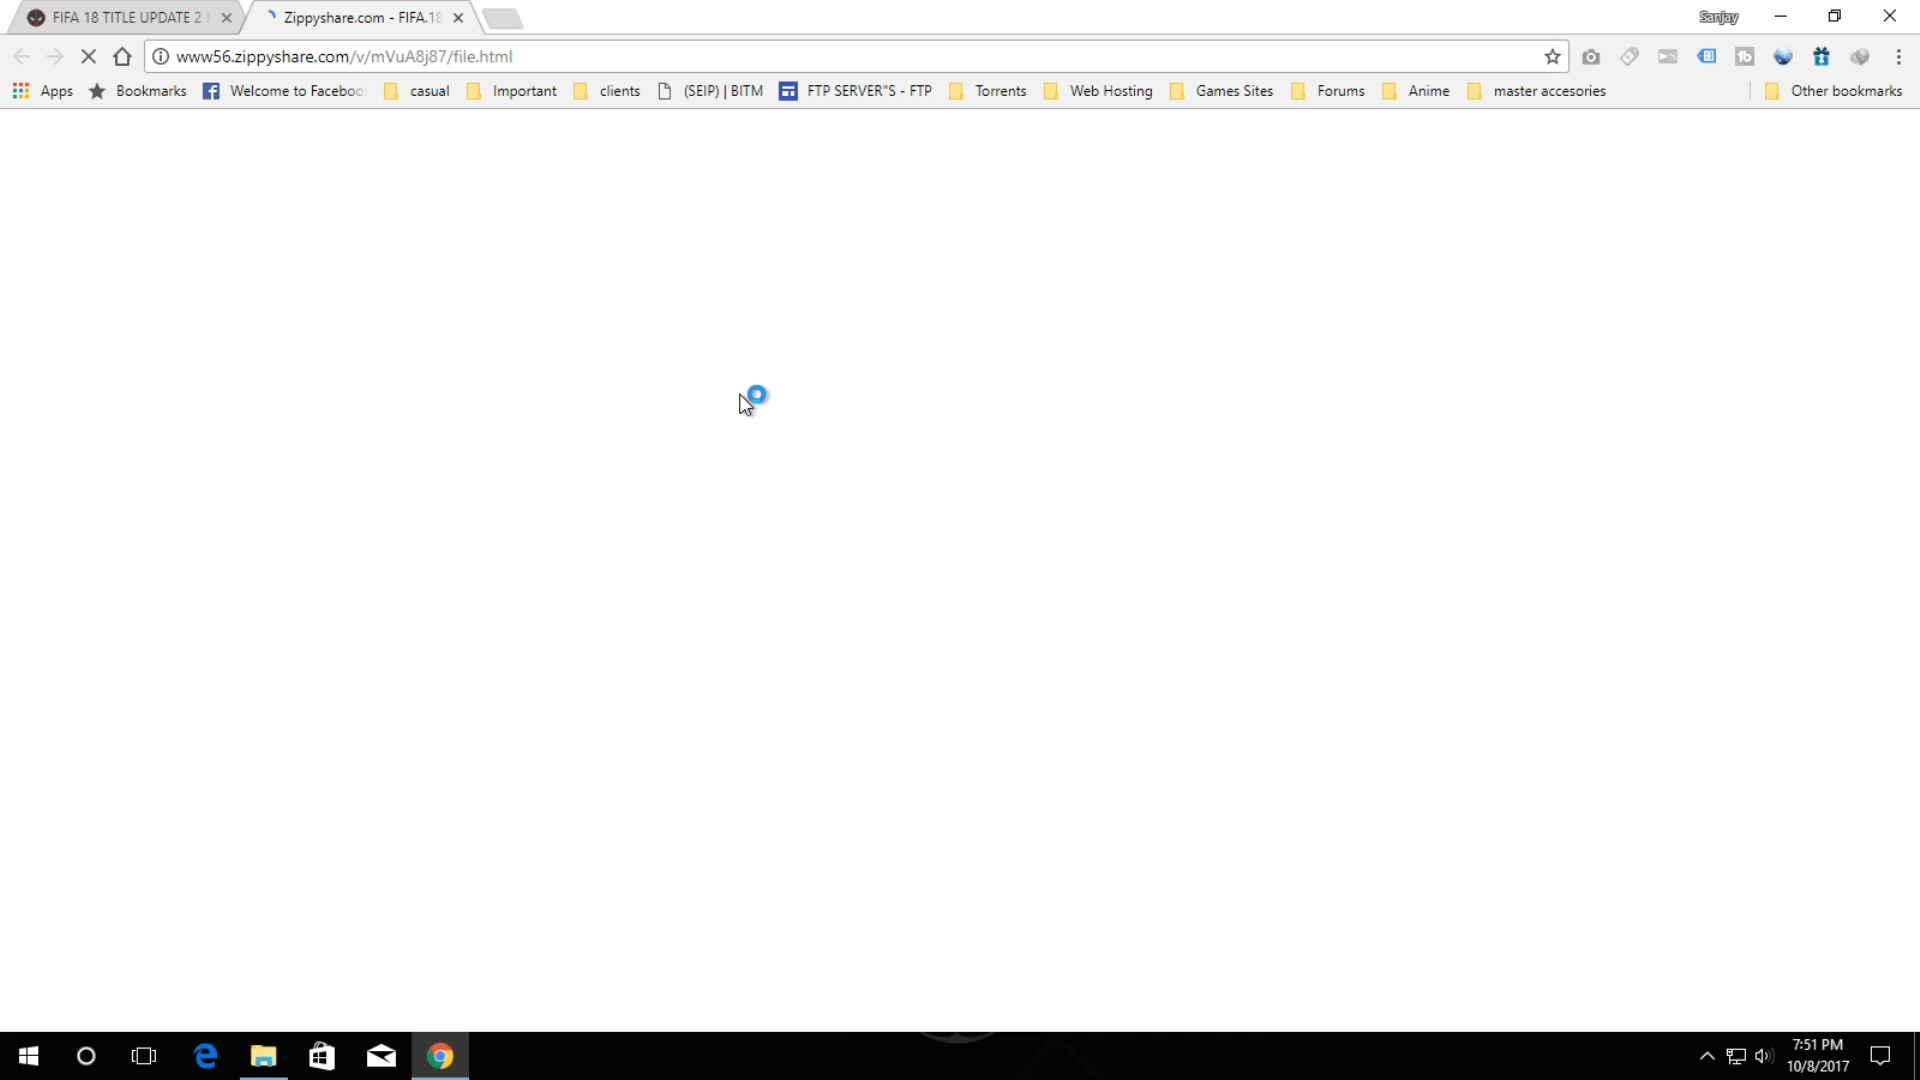 FIFA 18 TITLE UPDATE 2
Zippyshare.com - FIFA.18
Sanjay
www56.zippyshare.com/v/mVuA8j87/file.html
Apps
Bookmarks
Welcome to Faceboo
casual
Important
clients
(SEIP) | BITM
FTP SERVER"S - FTP
Torrents
Web Hosting
Games Sites
Forums
Anime
master accesories
Other bookmarks
7:51 PM
10/8/2017